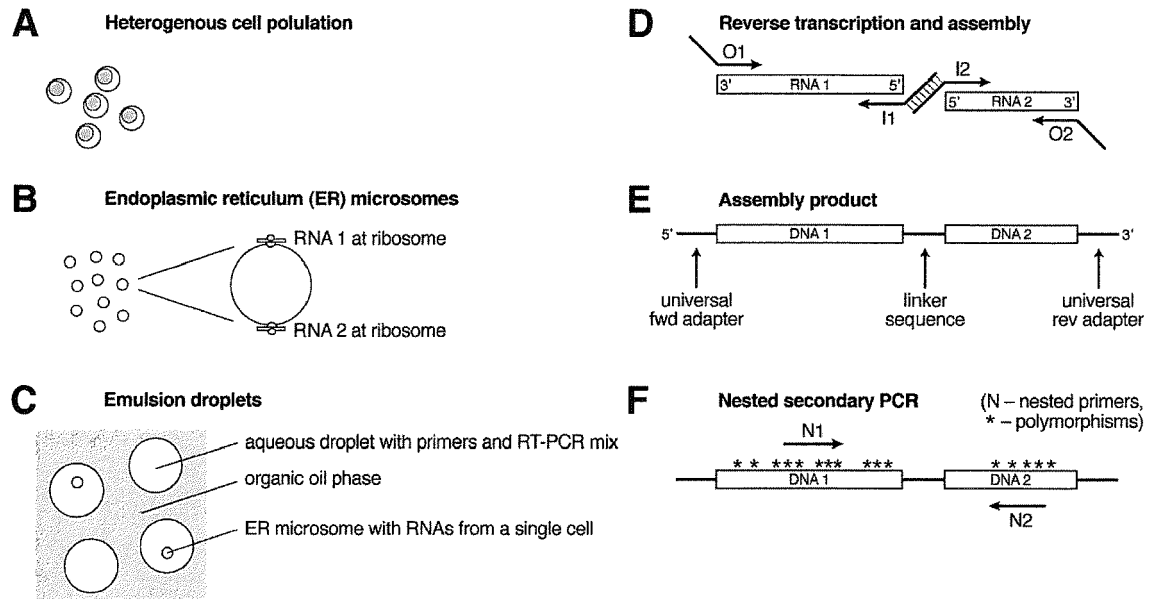 A Heterogenous cell polulation
B Endoplasmic reticulum (ER) microsomes
RNA 1 at ribosome
RNA 2 at ribosome
C Emulsion droplets
aqueous droplet with primers and RT-PCR mix
organic oil phase
ER microsome with RNAs from a single cell
D Reverse transcription and assembly
O1
I2
3' RNA 1 5'
5' RNA 2 3'
I1
O2
E Assembly product
5' DNA 1 DNA 2 3'
universal
fwd adapter
linker
sequence
universal
rev adapter
F Nested secondary PCR
(N – nested primers,
* – polymorphisms)
N1
** *** *** ***
** ***
DNA 1 DNA 2
N2